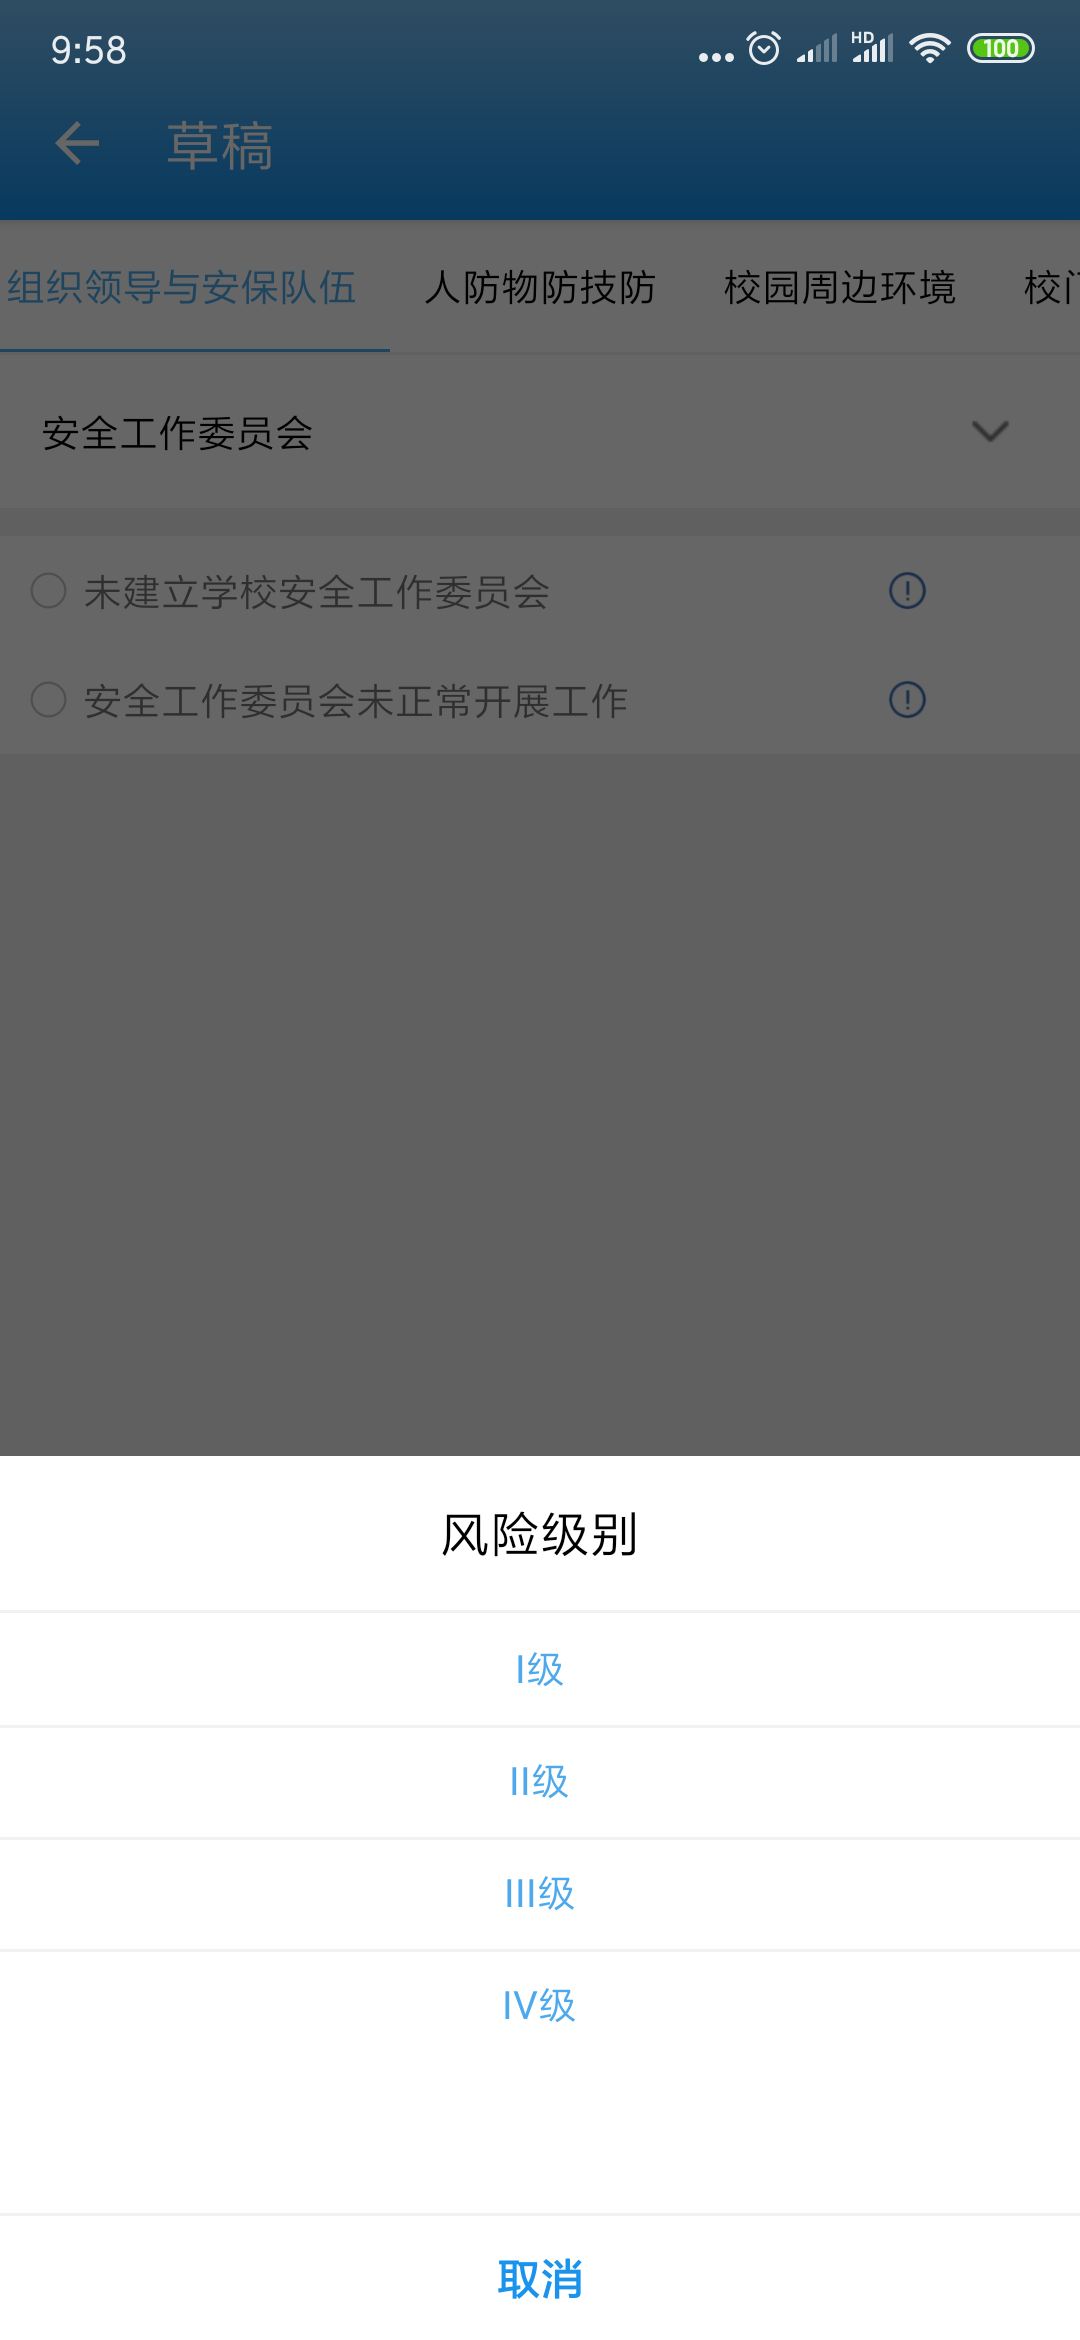 9:58
HD
100
草稿
组织领导与安保队伍 人防物防技防 校园周边环境 校门
安全工作委员会
未建立学校安全工作委员会
安全工作委员会未正常开展工作
风险级别
I级
II级
III级
IV级
取消